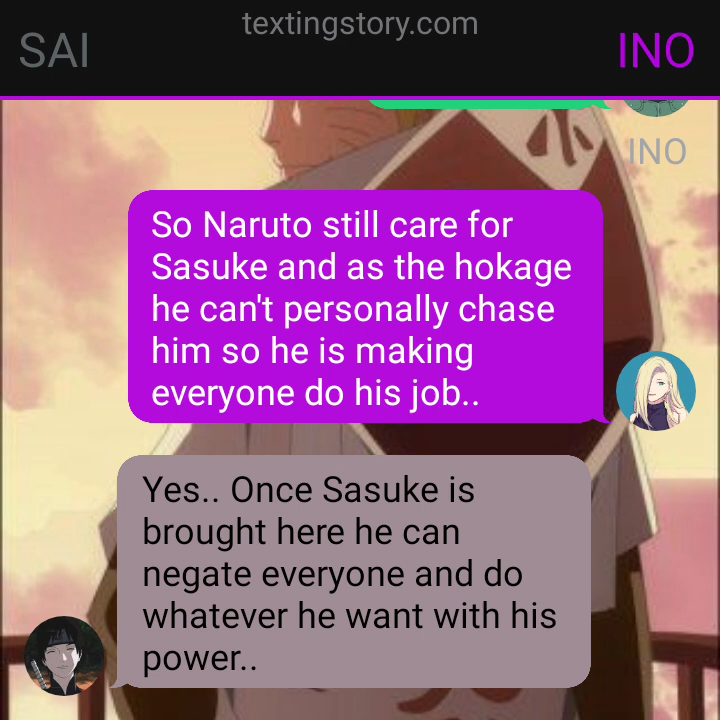 textingstory.com
SAI
INO
INO
So Naruto still care for
Sasuke and as the hokage
he can't personally chase
him so he is making
everyone do his job..
Yes.. Once Sasuke is
brought here he can
negate everyone and do
whatever he want with his
power..